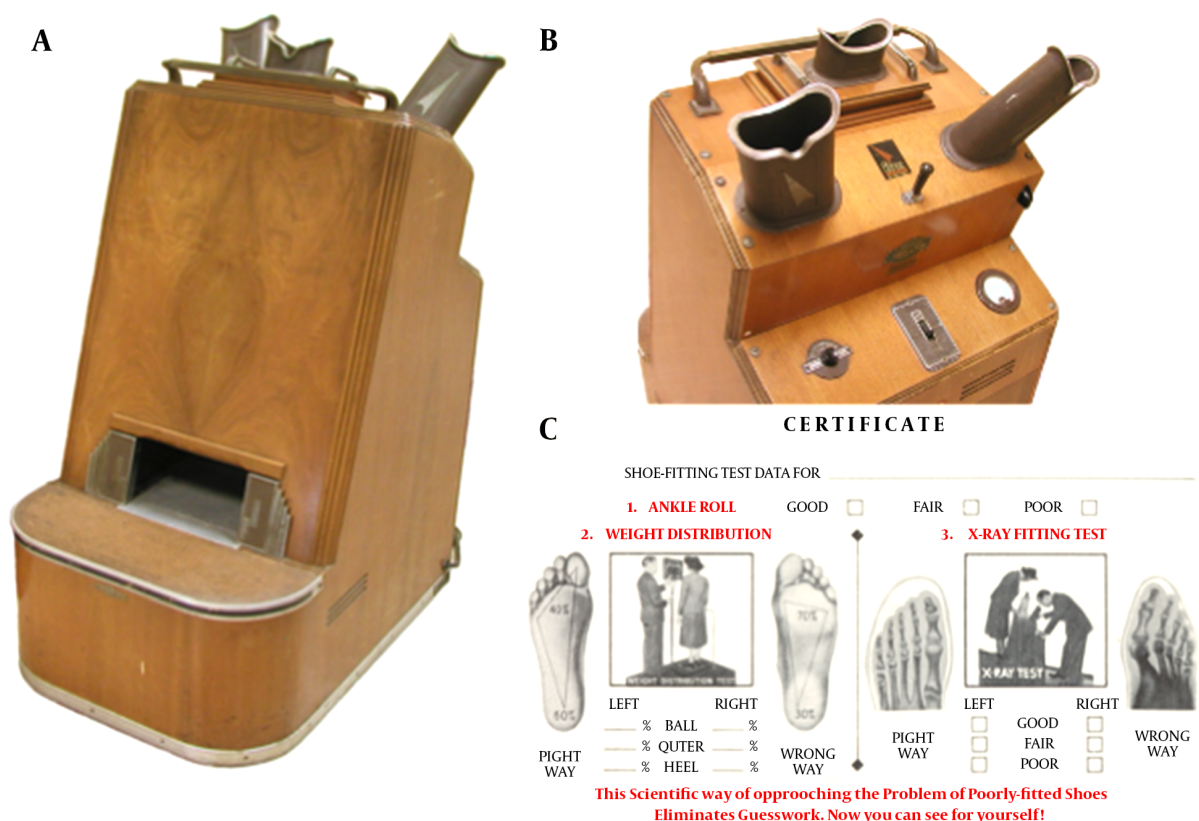 A
B
C
CERTIFICATE
SHOE-FITTING TEST DATA FOR
1. ANKLE ROLL GOOD FAIR POOR
2. WEIGHT DISTRIBUTION
3. X-RAY FITTING TEST
40%
60%
WEIGHT DISTRIBUTION TEST
70%
30%
X-RAY TEST
LEFT RIGHT
% BALL %
% QUTER %
% HEEL %
PIGHT
WAY
WRONG
WAY
LEFT RIGHT
GOOD
FAIR
POOR
PIGHT
WAY
WRONG
WAY
This Scientific way of opprooching the Problem of Poorly-fitted Shoes
Eliminates Guesswork. Now you can see for yourself!